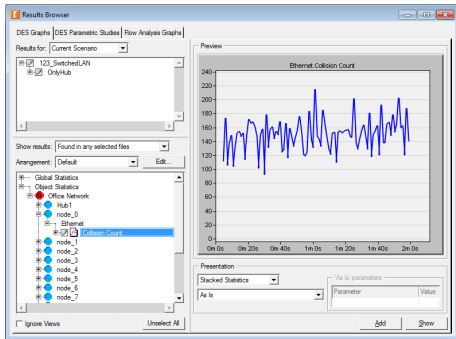 Results Browser
DES Graphs DES Parametric Studies Flow Analysis Graphs
Results for: Current Scenario
123_SwitchedLAN
OnlyHub
Show results: Found in any selected files
Arrangement: Default Edit...
Global Statistics
Object Statistics
Office Network
Hub1
node_0
Ethernet
Collision Count
node_1
node_2
node_3
node_4
node_5
node_6
node_7
Ignore Views Unselect All
Preview
Ethernet.Collision Count
240
220
200
180
160
140
120
100
80
60
40
20
0
0m 0s 0m 20s 0m 40s 1m 0s 1m 20s 1m 40s 2m 0s
Presentation
Stacked Statistics
As Is
'As Is' parameters
Parameter Value
Add Show